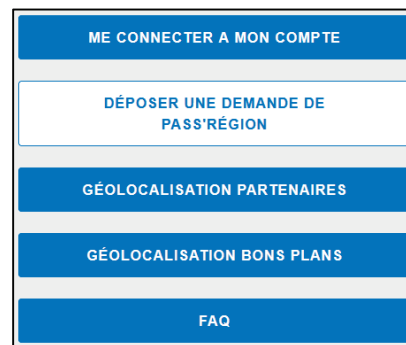 ME CONNECTER A MON COMPTE
DÉPOSER UNE DEMANDE DE
PASS'RÉGION
GÉOLOCALISATION PARTENAIRES
GÉOLOCALISATION BONS PLANS
FAQ